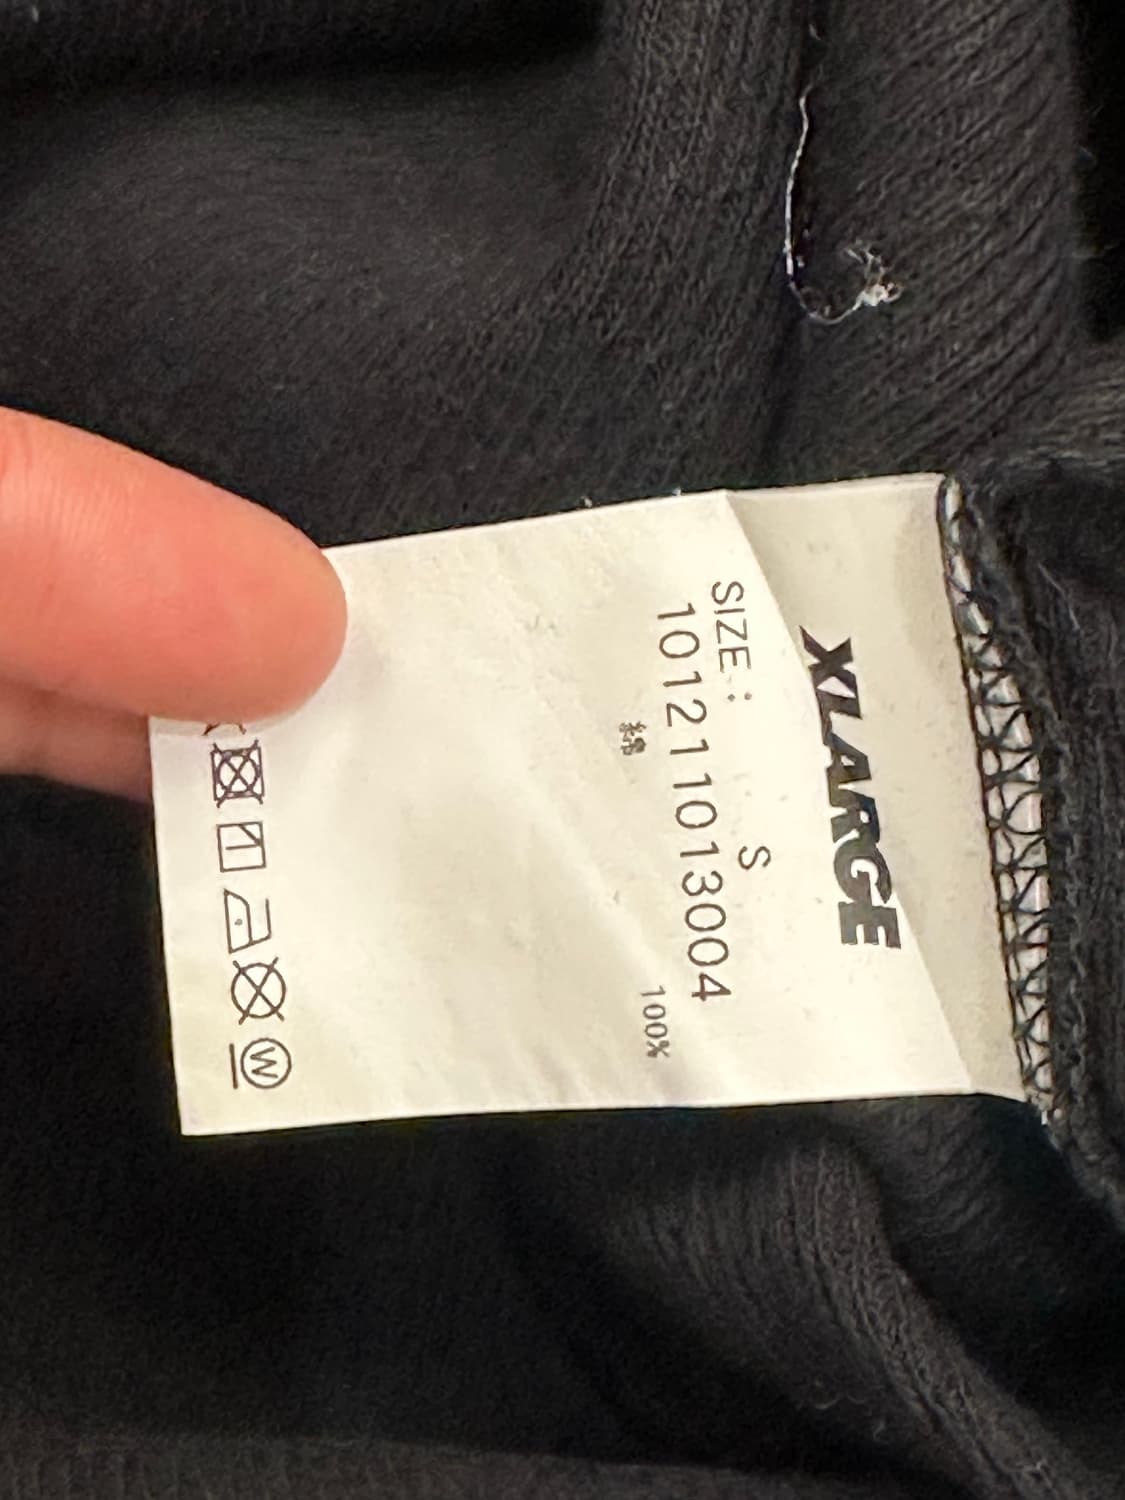 XLARGE
SIZE: S
101211013004
綿 100%
W